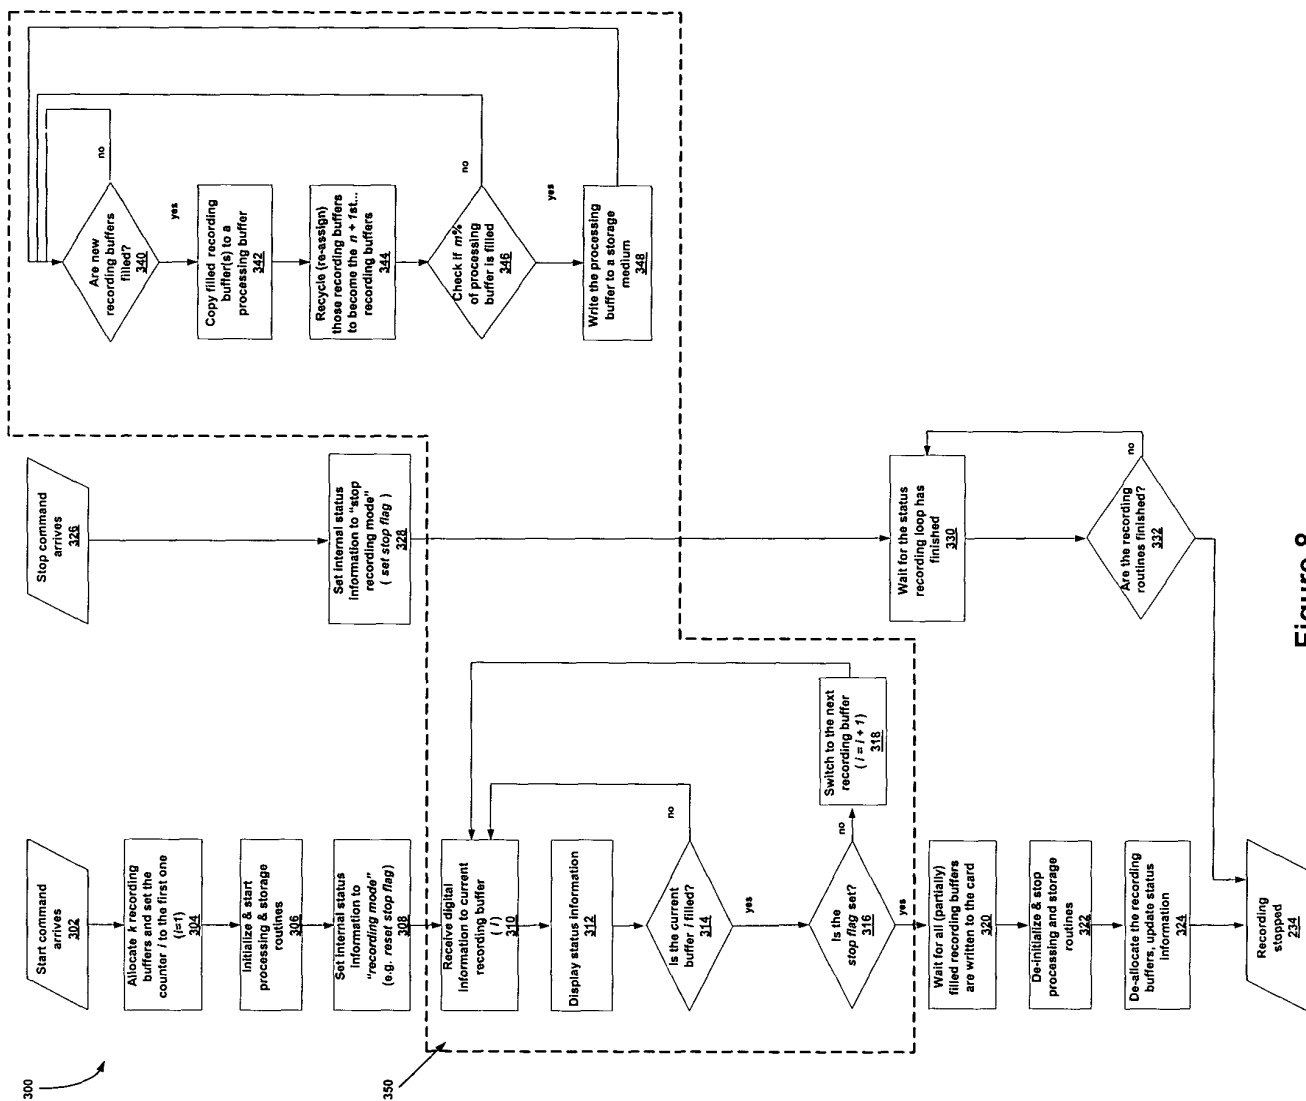 300
Start command
arrives
302
Allocate k recording
buffers and set the
counter i to the first one
(i=1)
304
Initialize & start
processing & storage
routines
306
Set internal status
information to
"recording mode"
(e.g. reset stop flag)
308
350
Receive digital
information to current
recording buffer
( i )
310
Display status information
312
Is the current
buffer i filled?
314
no
yes
Is the
stop flag set?
316
no
yes
Switch to the next
recording buffer
( i = i + 1)
318
Wait for all (partially)
filled recording buffers
are written to the card
320
De-initialize & stop
processing and storage
routines
322
De-allocate the recording
buffers, update status
information
324
Recording
stopped
234
Stop command
arrives
326
Set internal status
information to "stop
recording mode"
( set stop flag )
328
Wait for the status
recording loop has
finished
330
Are the recording
routines finished?
332
no
Are new
recording buffers
filled?
340
no
yes
Copy filled recording
buffer(s) to a
processing buffer
342
Recycle (re-assign)
those recording buffers
to become the n + 1st...
recording buffers
344
Check if m%
of processing
buffer is filled
346
no
yes
Write the processing
buffer to a storage
medium
348
Figure 8